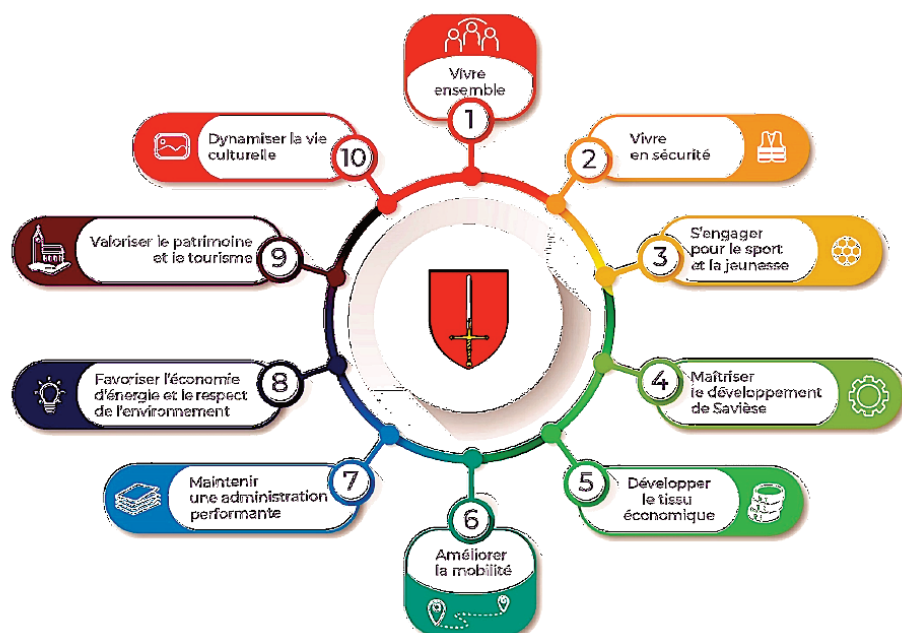 Vivre
ensemble
1
2
Vivre
en sécurité
3
S'engager
pour le sport
et la jeunesse
4
Maîtriser
le développement
de Savièse
5
Développer
le tissu
économique
6
Améliorer
la mobilité
7
Maintenir
une administration
performante
8
Favoriser l'économie
d'énergie et le respect
de l'environnement
9
Valoriser le patrimoine
et le tourisme
10
Dynamiser la vie
culturelle